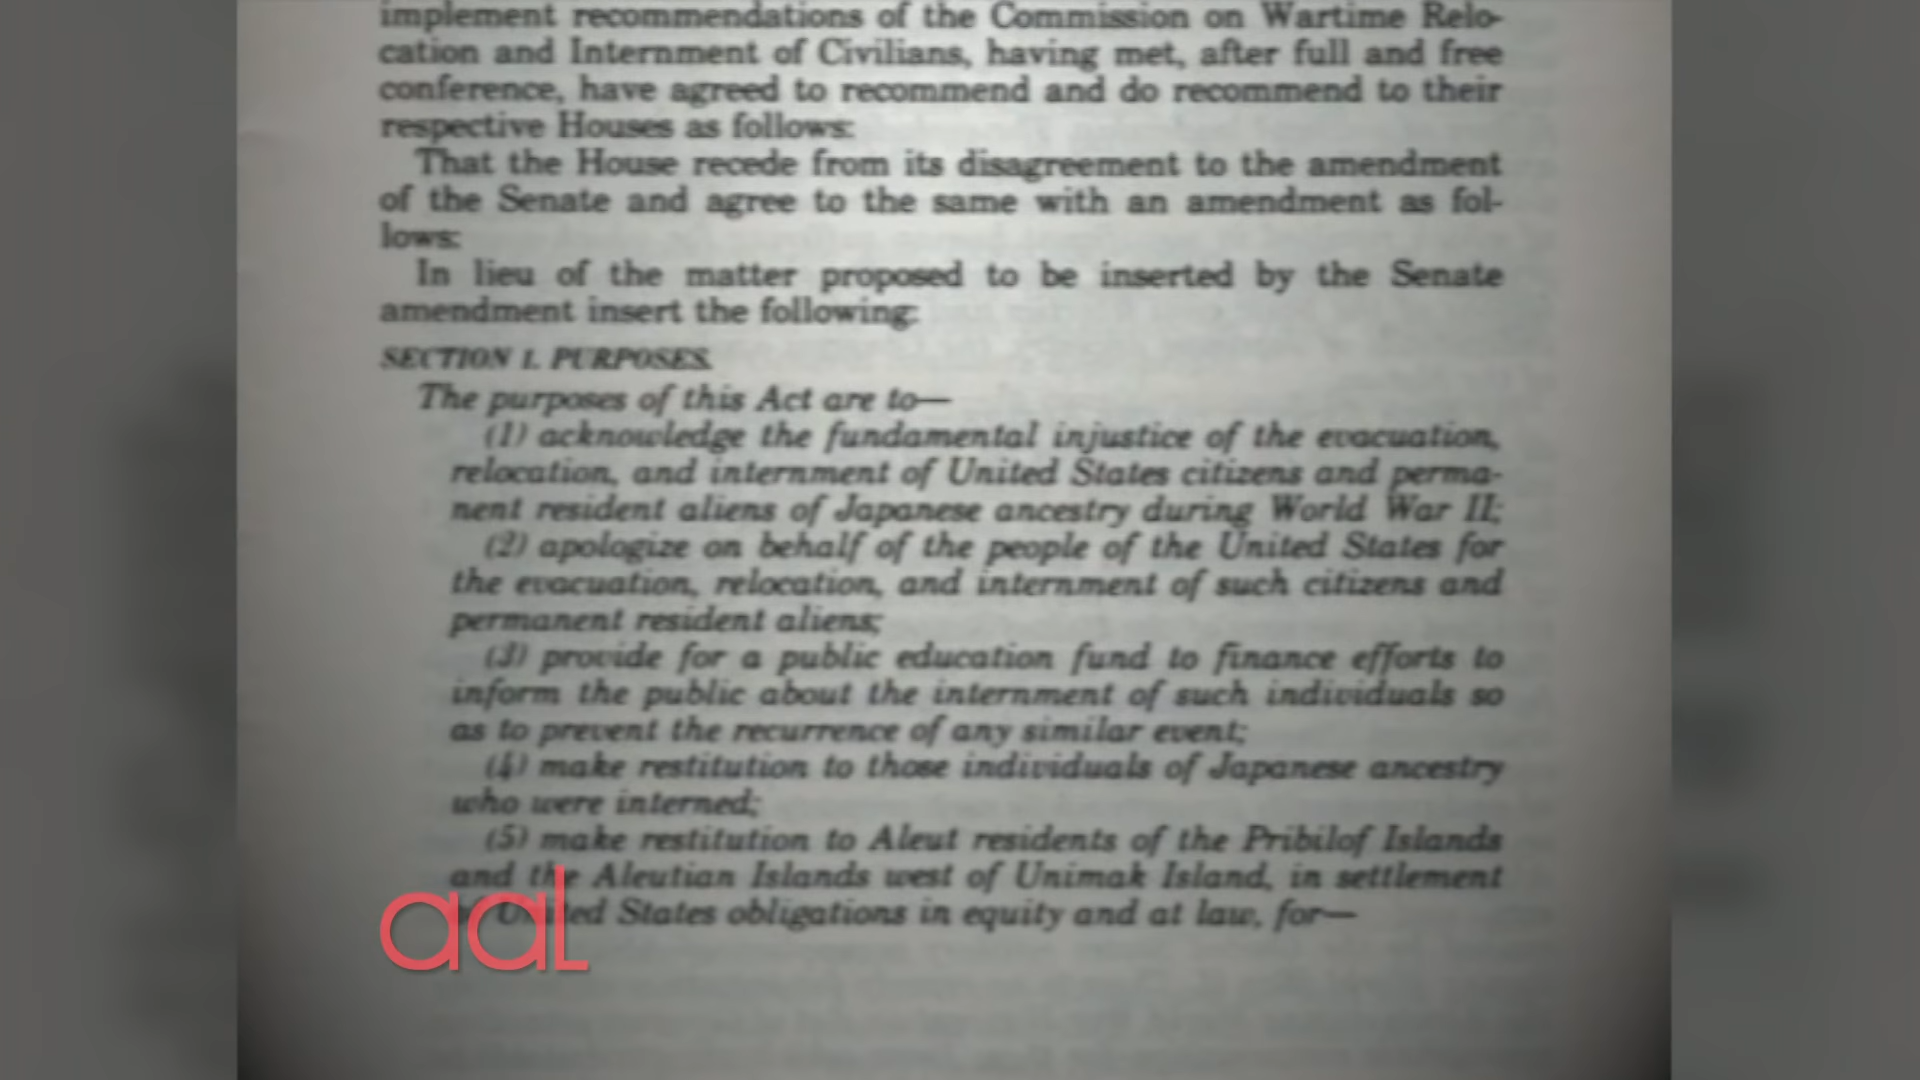 implement recommendations of the Commission on Wartime Relo-
cation and Internment of Civilians, having met, after full and free
conference, have agreed to recommend and do recommend to their
respective Houses as follows:
That the House recede from its disagreement to the amendment
of the Senate and agree to the same with an amendment as fol-
lows:
In lieu of the matter proposed to be inserted by the Senate
amendment insert the following:
SECTION 1. PURPOSES.
The purposes of this Act are to—
(1) acknowledge the fundamental injustice of the evacuation,
relocation, and internment of United States citizens and perma-
nent resident aliens of Japanese ancestry during World War II;
(2) apologize on behalf of the people of the United States for
the evacuation, relocation, and internment of such citizens and
permanent resident aliens;
(3) provide for a public education fund to finance efforts to
inform the public about the internment of such individuals so
as to prevent the recurrence of any similar event;
(4) make restitution to those individuals of Japanese ancestry
who were interned;
(5) make restitution to Aleut residents of the Pribilof Islands
and the Aleutian Islands west of Unimak Island, in settlement
of United States obligations in equity and at law, for—
aaL